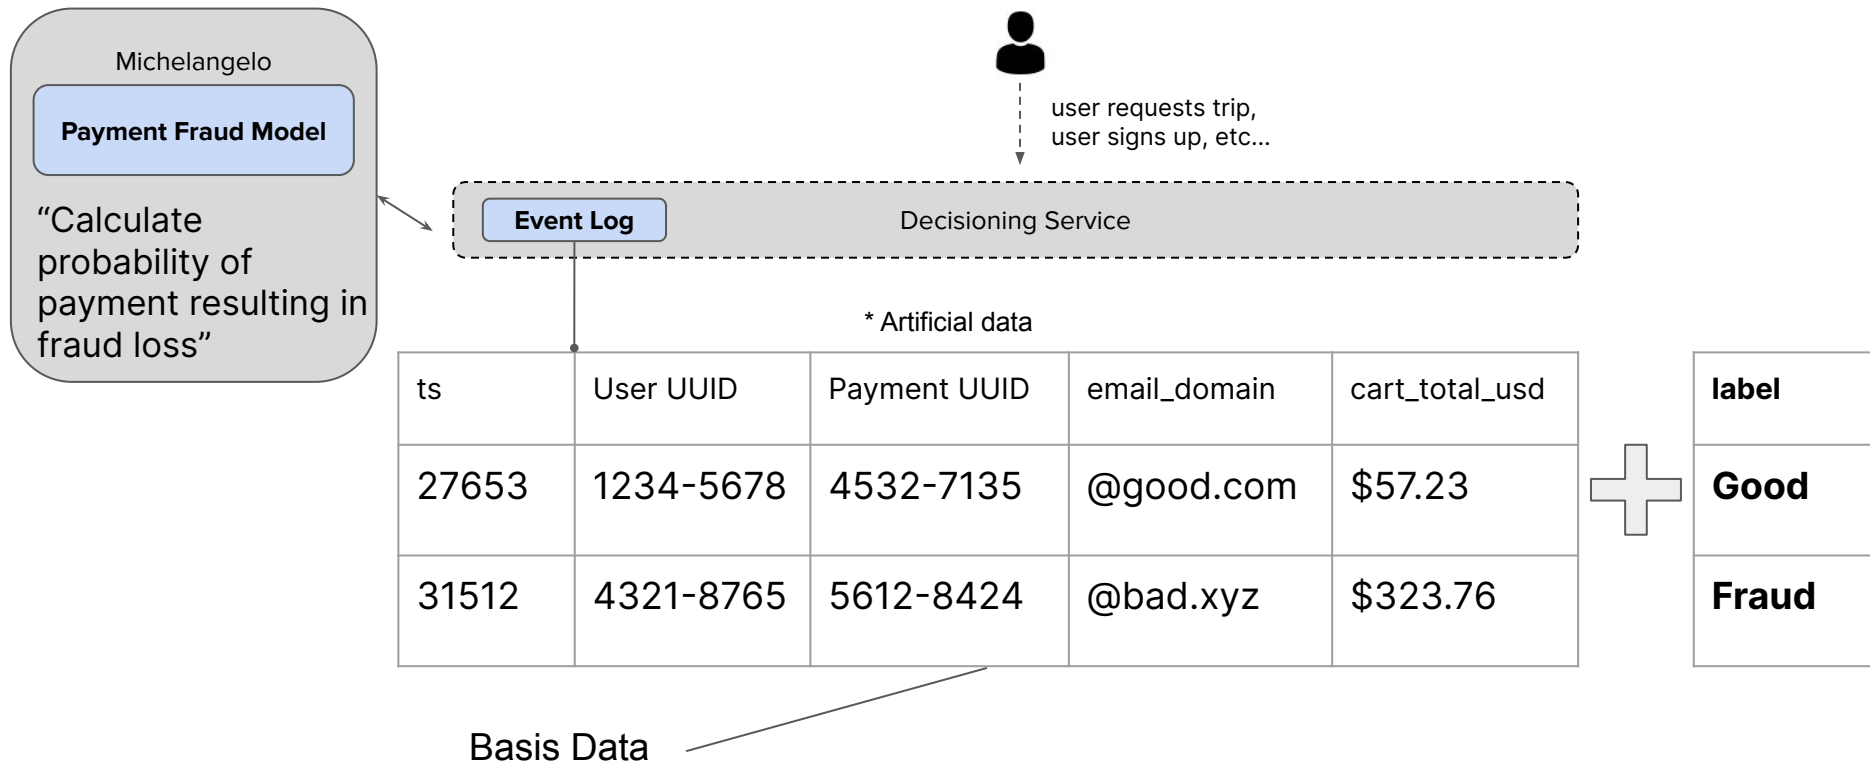 Michelangelo
Payment Fraud Model
“Calculate
probability of
payment resulting in
fraud loss”
user requests trip,
user signs up, etc...
Event Log
Decisioning Service
* Artificial data
ts User UUID Payment UUID email_domain cart_total_usd label
27653 1234-5678 4532-7135 @good.com $57.23 Good
31512 4321-8765 5612-8424 @bad.xyz $323.76 Fraud
Basis Data